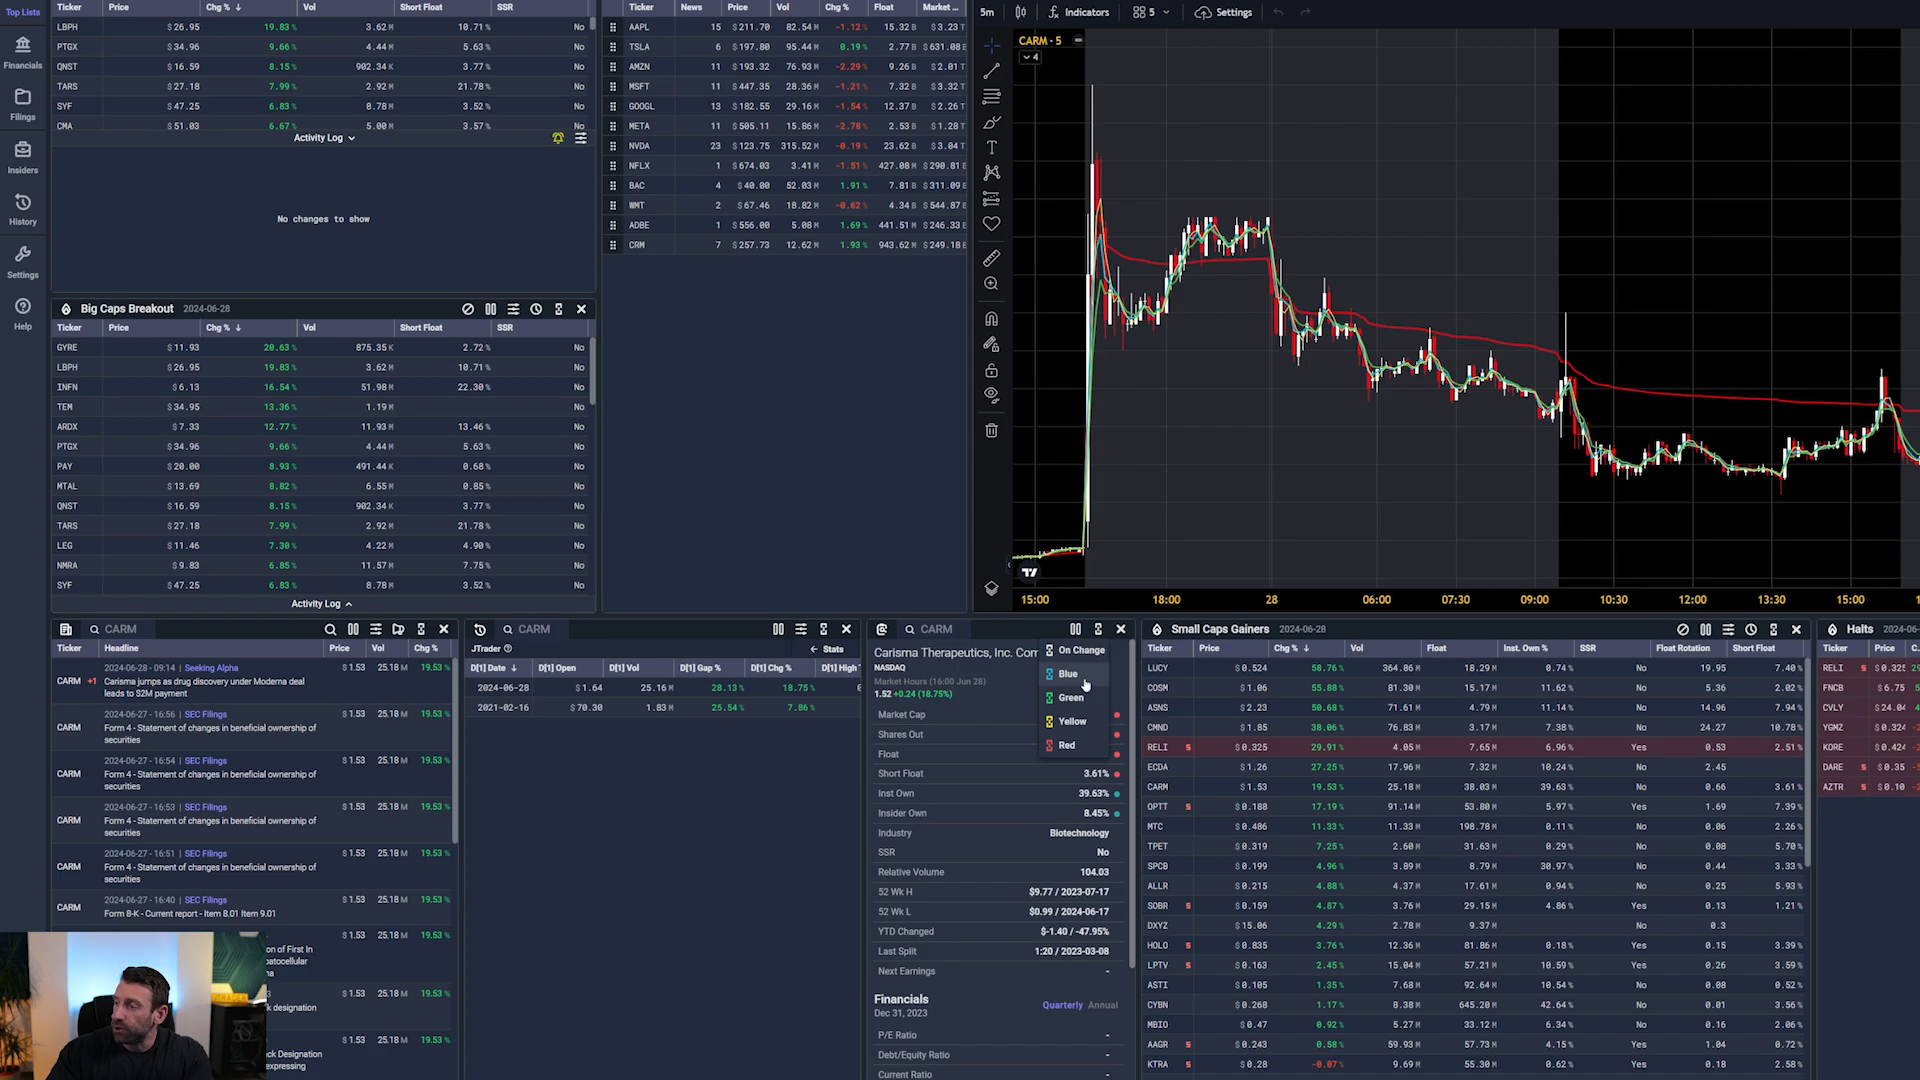 Top Lists
Financials
Filings
Insiders
History
Settings
Help
Ticker Price Chg % ↓ Vol Short Float SSR
LBPH $26.95 19.83% 3.62M 10.71% No
PTGX $34.96 9.66% 4.44M 5.63% No
QNST $16.59 8.15% 902.34K 3.77% No
TARS $27.18 7.99% 2.92M 21.78% No
SYF $47.25 6.83% 8.78M 3.52% No
CMA $51.03 6.67% 5.00M 3.57% No
Activity Log
No changes to show
Big Caps Breakout 2024-06-28
Ticker Price Chg % ↓ Vol Short Float SSR
GYRE $11.93 20.63% 875.35K 2.72% No
LBPH $26.95 19.83% 3.62M 10.71% No
INFN $6.13 16.54% 51.98M 22.30% No
TEM $34.95 13.36% 1.19M No
ARDX $7.33 12.77% 11.93M 13.46% No
PTGX $34.96 9.66% 4.44M 5.63% No
PAY $20.00 8.93% 491.44K 0.68% No
MTAL $13.69 8.82% 6.55M 0.85% No
QNST $16.59 8.15% 902.34K 3.77% No
TARS $27.18 7.99% 2.92M 21.78% No
LEG $11.46 7.30% 4.22M 4.90% No
NMRA $9.83 6.85% 11.57M 7.75% No
SYF $47.25 6.83% 8.78M 3.52% No
Activity Log
Ticker News Price Vol Chg % Float Market ...
AAPL 15 $211.70 82.54M -1.12% 15.32B $3.23T
TSLA 6 $197.80 95.44M 0.19% 2.77B $631.08B
AMZN 11 $193.32 76.93M -2.29% 9.26B $2.01T
MSFT 11 $447.35 28.36M -1.21% 7.32B $3.32T
GOOGL 13 $182.55 29.16M -1.54% 12.37B $2.26T
META 11 $505.11 15.86M -2.78% 2.53B $1.28T
NVDA 23 $123.75 315.52M -0.19% 23.62B $3.04T
NFLX 1 $674.03 3.41M -1.51% 427.08M $290.81B
BAC 4 $40.00 52.03M 1.91% 7.81B $311.09B
WMT 2 $67.46 18.82M -0.62% 4.34B $544.87B
ADBE 1 $556.00 5.08M 1.69% 441.51M $246.33B
CRM 7 $257.73 12.62M 1.93% 943.62M $249.18B
5m Indicators 5 Settings
CARM · 5
4
15:00 18:00 28 06:00 07:30 09:00 10:30 12:00 13:30 15:00
CARM
Ticker Headline Price Vol Chg %
2024-06-28 - 09:14 | Seeking Alpha $1.53 25.18M 19.53%
CARM +1 Carisma jumps as drug discovery under Moderna deal
leads to $2M payment
2024-06-27 - 16:56 | SEC Filings $1.53 25.18M 19.53%
CARM Form 4 - Statement of changes in beneficial ownership of
securities
2024-06-27 - 16:54 | SEC Filings $1.53 25.18M 19.53%
CARM Form 4 - Statement of changes in beneficial ownership of
securities
2024-06-27 - 16:53 | SEC Filings $1.53 25.18M 19.53%
CARM Form 4 - Statement of changes in beneficial ownership of
securities
2024-06-27 - 16:51 | SEC Filings $1.53 25.18M 19.53%
CARM Form 4 - Statement of changes in beneficial ownership of
securities
2024-06-27 - 16:40 | SEC Filings $1.53 25.18M 19.53%
CARM Form 8-K - Current report - Item 8.01 Item 9.01
$1.53 25.18M 19.53%
on of First In
$1.53 25.18M 19.53%
designation
$1.53 25.18M 19.53%
Designation
expressing
CARM
JTrader ← Stats
D[1] Date ↓ D[1] Open D[1] Vol D[1] Gap % D[1] Chg % D[1] High
2024-06-28 $1.64 25.16M 28.13% 18.75%
2021-02-16 $70.30 1.83M 25.54% 7.86%
CARM
Carisma Therapeutics, Inc. Com
NASDAQ
Market Hours (16:00 Jun 28)
1.52 +0.24 (18.75%)
On Change
Blue
Green
Yellow
Red
Market Cap
Shares Out
Float
Short Float 3.61%
Inst Own 39.63%
Insider Own 8.45%
Industry Biotechnology
SSR No
Relative Volume 104.03
52 Wk H $9.77 / 2023-07-17
52 Wk L $0.99 / 2024-06-17
YTD Changed $-1.40 / -47.95%
Last Split 1:20 / 2023-03-08
Next Earnings -
Financials Quarterly Annual
Dec 31, 2023
P/E Ratio -
Debt/Equity Ratio -
Current Ratio -
Small Caps Gainers 2024-06-28
Ticker Price Chg % ↓ Vol Float Inst. Own % SSR Float Rotation Short Float
LUCY $0.524 58.76% 364.86M 18.29M 0.74% No 19.95 7.40%
COSM $1.06 55.88% 81.30M 15.17M 11.62% No 5.36 2.02%
ASNS $2.23 50.68% 71.61M 4.79M 11.14% No 14.96 7.94%
CMND $1.85 38.06% 76.83M 3.17M 7.38% No 24.27 10.78%
RELI S $0.325 29.91% 4.05M 7.65M 6.96% Yes 0.53 2.51%
ECDA $1.26 27.25% 17.96M 7.32M 10.24% No 2.45
CARM $1.53 19.53% 25.18M 38.03M 39.63% No 0.66 3.61%
OPTT S $0.188 17.19% 91.14M 53.80M 5.97% Yes 1.69 7.39%
MTC $0.486 11.33% 11.33M 198.78M 0.11% No 0.06 2.26%
TPET $0.319 7.25% 2.60M 31.63M 0.29% No 0.08 5.70%
SPCB $0.199 4.96% 3.89M 8.79M 30.97% No 0.44 3.33%
ALLR $0.215 4.88% 4.37M 17.61M 0.94% No 0.25 5.93%
SOBR S $0.159 4.87% 3.76M 29.15M 4.86% Yes 0.13 1.21%
DXYZ $15.06 4.29% 2.78M 9.37M No 0.3
HOLO S $0.835 3.76% 12.36M 81.86M 0.18% Yes 0.15 3.39%
LPTV S $0.163 2.45% 15.04M 57.21M 10.59% Yes 0.26 3.59%
ASTI $0.105 1.35% 7.68M 92.64M 10.54% No 0.08 0.52%
CYBN $0.268 1.17% 8.38M 645.20M 42.64% No 0.01 3.56%
MBIO $0.47 0.92% 5.27M 33.12M 6.34% No 0.16 2.06%
AAGR S $0.243 0.58% 59.93M 57.73M 4.15% Yes 1.04 0.72%
KTRA $0.28 -0.07% 9.69M 55.30M 0.62% No 0.18 2.58%
Halts 2024-06
Ticker Price C
RELI S $0.325
FNCB $6.75
CVLY $24.04
YGMZ $0.324
KORE $0.424
DARE S $0.35
AZTR S $0.10